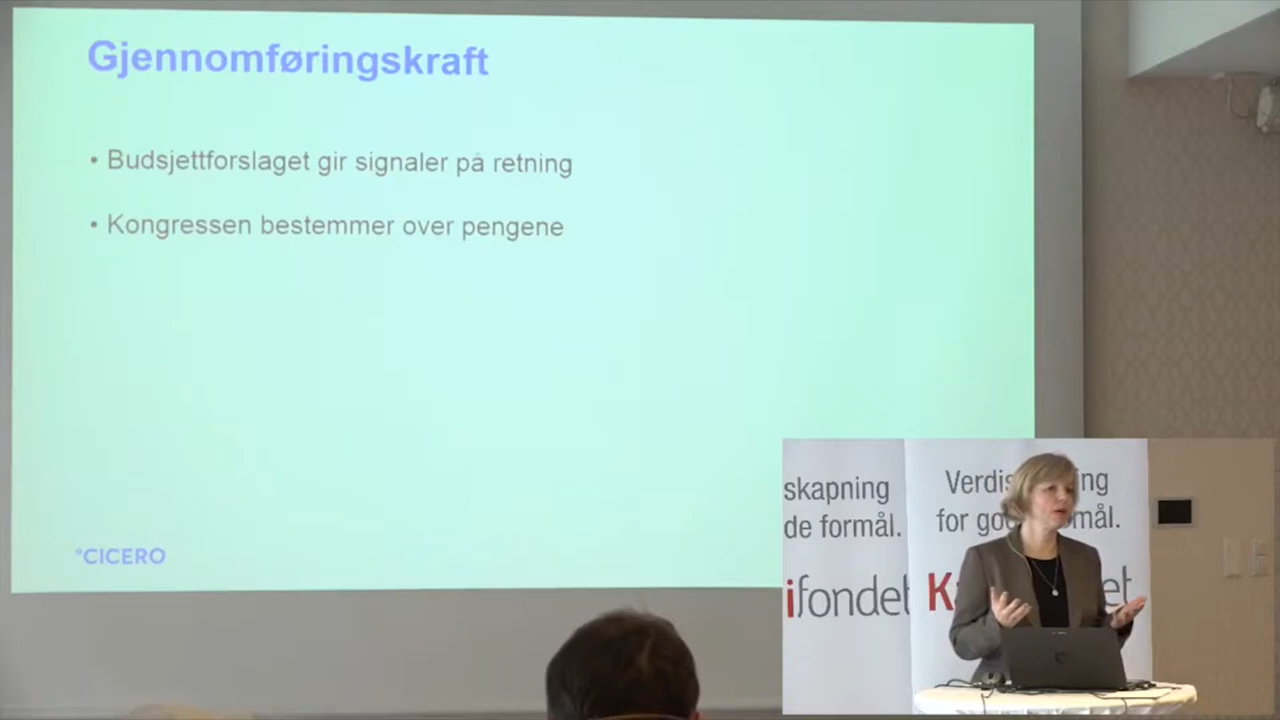 Gjennomføringskraft
• Budsjettforslaget gir signaler på retning
• Kongressen bestemmer over pengene
°CICERO
skapning
de formål.
ifondet
Verdis ing
for go mål.
K et